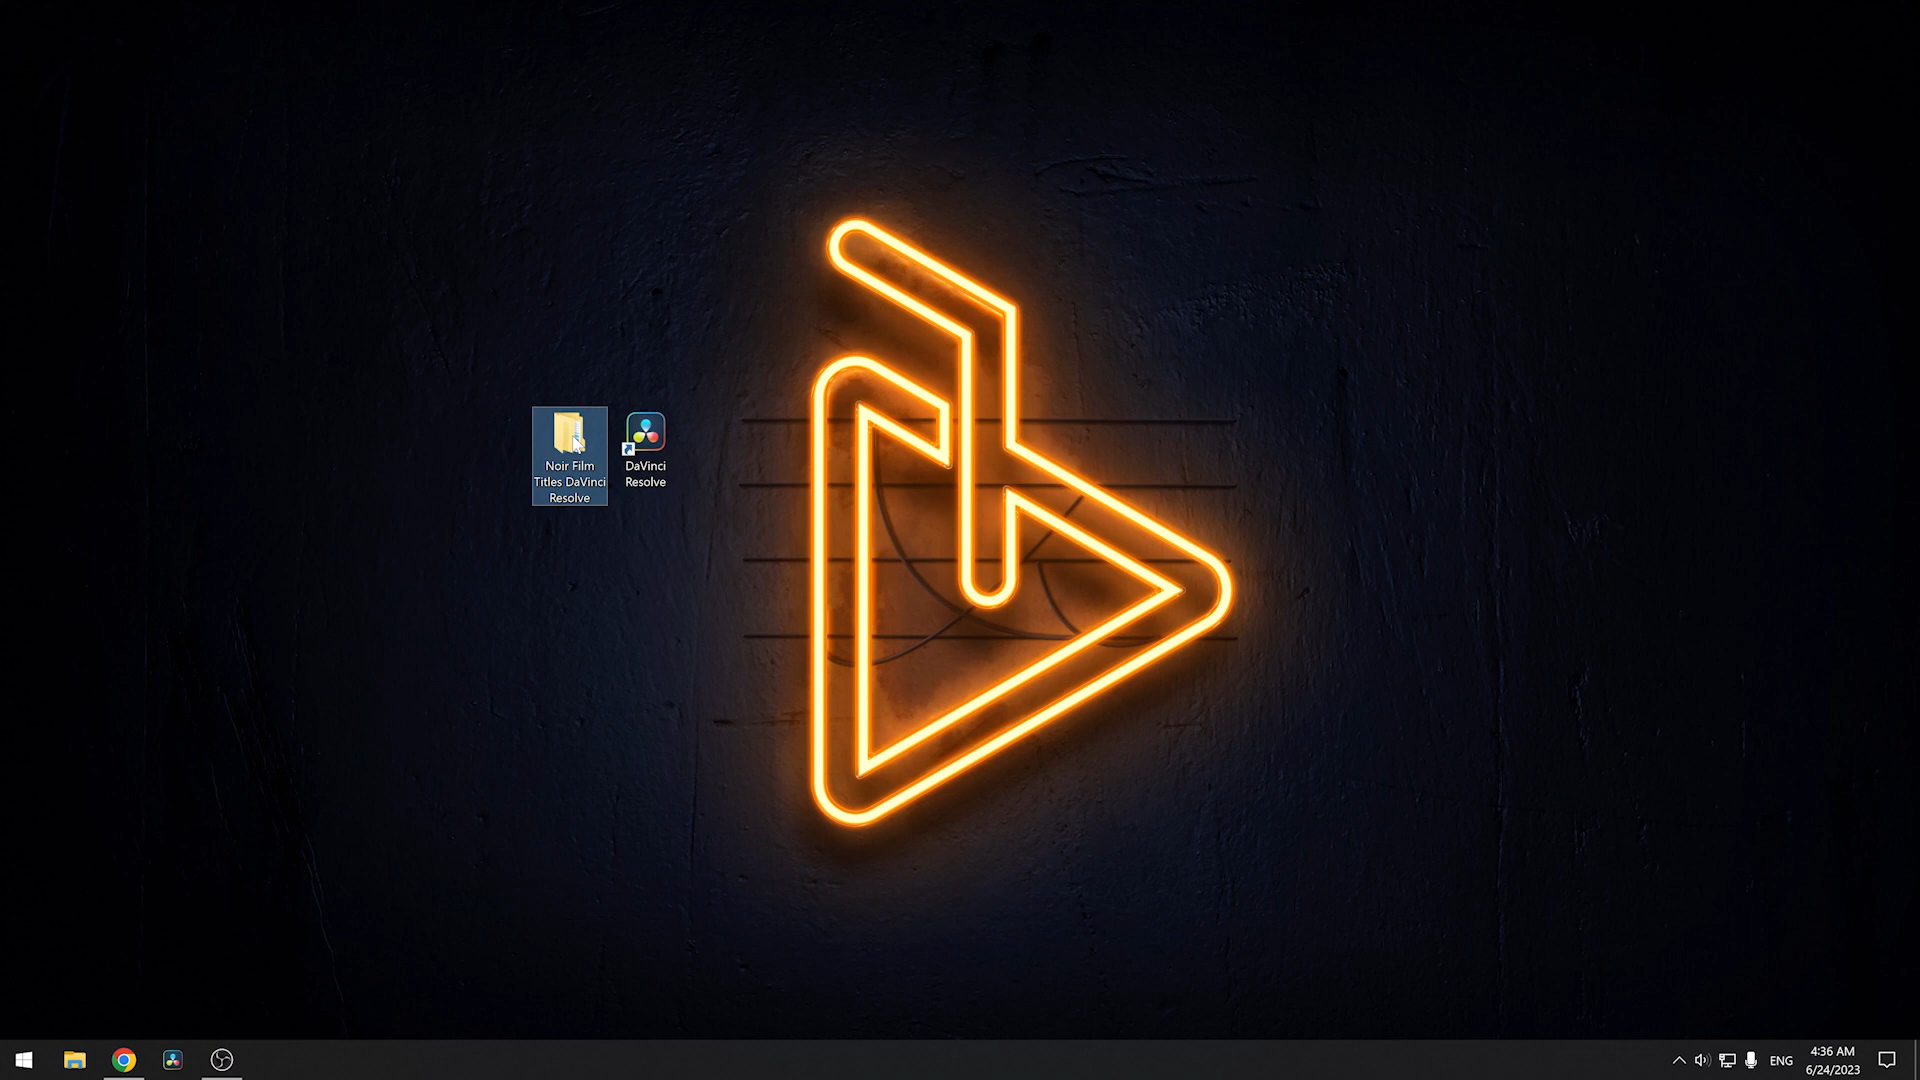 Noir Film
Titles DaVinci
Resolve
DaVinci
Resolve
ENG
4:36 AM
6/24/2023